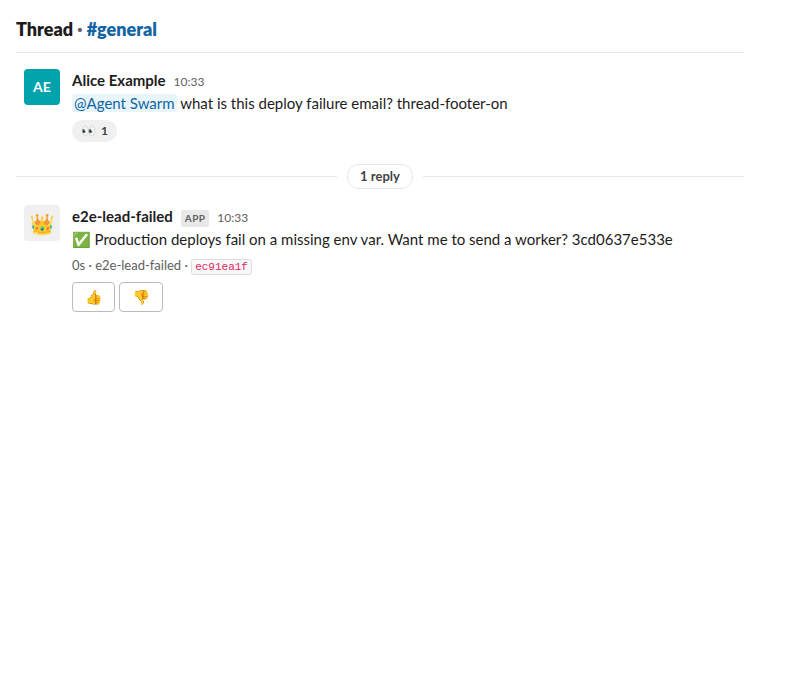 Thread • #general
AE
Alice Example 10:33
@Agent Swarm what is this deploy failure email? thread-footer-on
👀 1
1 reply
e2e-lead-failed APP 10:33
✅ Production deploys fail on a missing env var. Want me to send a worker? 3cd0637e533e
0s · e2e-lead-failed · ec91ea1f
👍 👎